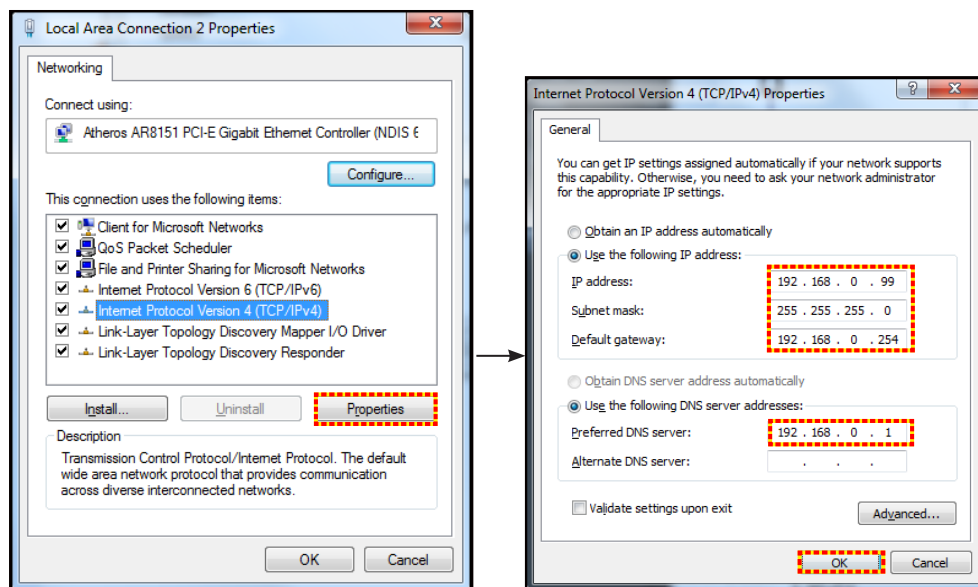 Local Area Connection 2 Properties
Networking
Connect using:
Atheros AR8151 PCI-E Gigabit Ethernet Controller (NDIS 6
Configure...
This connection uses the following items:
Client for Microsoft Networks
QoS Packet Scheduler
File and Printer Sharing for Microsoft Networks
Internet Protocol Version 6 (TCP/IPv6)
Internet Protocol Version 4 (TCP/IPv4)
Link-Layer Topology Discovery Mapper I/O Driver
Link-Layer Topology Discovery Responder
Install...
Uninstall
Properties
Description
Transmission Control Protocol/Internet Protocol. The default
wide area network protocol that provides communication
across diverse interconnected networks.
OK
Cancel
Internet Protocol Version 4 (TCP/IPv4) Properties
General
You can get IP settings assigned automatically if your network supports
this capability. Otherwise, you need to ask your network administrator
for the appropriate IP settings.
Obtain an IP address automatically
Use the following IP address:
IP address: 192 . 168 . 0 . 99
Subnet mask: 255 . 255 . 255 . 0
Default gateway: 192 . 168 . 0 . 254
Obtain DNS server address automatically
Use the following DNS server addresses:
Preferred DNS server: 192 . 168 . 0 . 1
Alternate DNS server: . . .
Validate settings upon exit
Advanced...
OK
Cancel